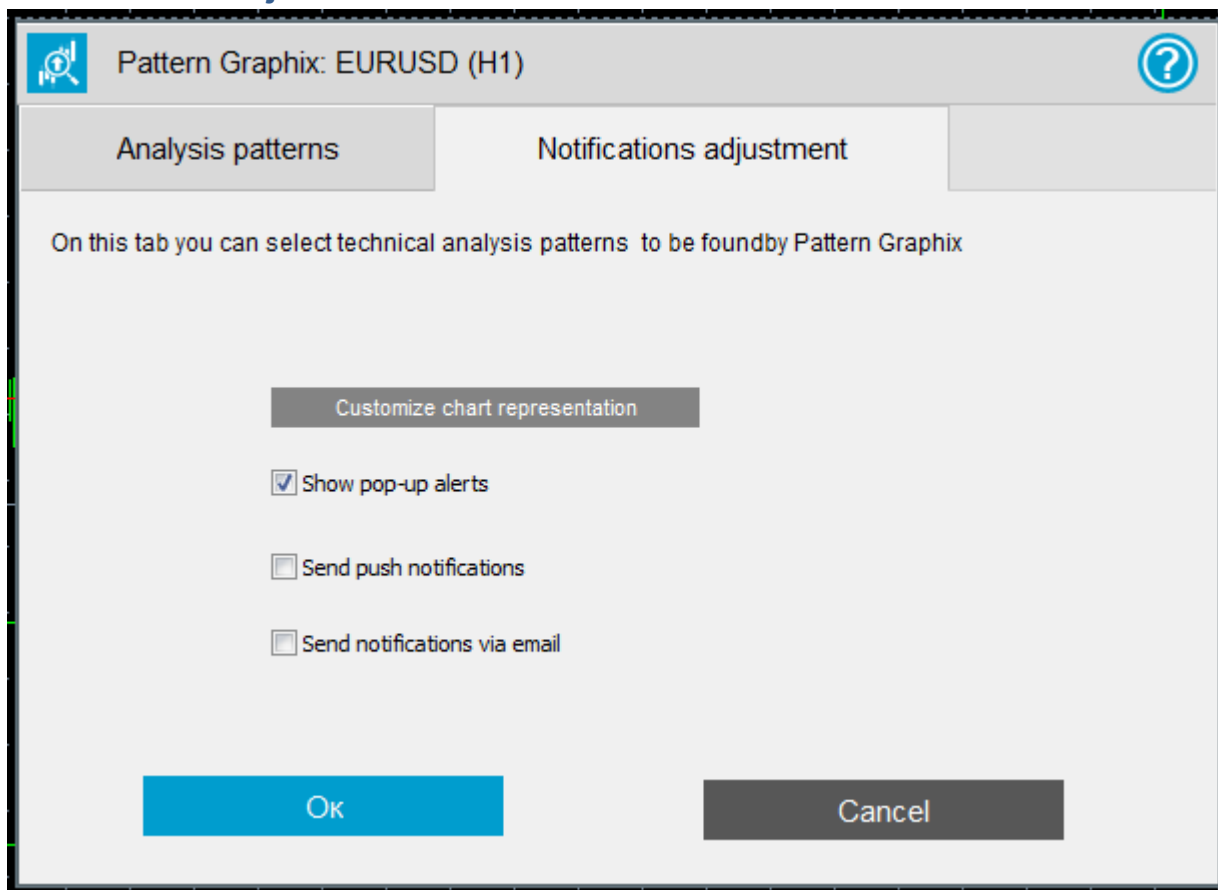 Pattern Graphix: EURUSD (H1)
Analysis patterns
Notifications adjustment
On this tab you can select technical analysis patterns to be foundby Pattern Graphix
Customize chart representation
Show pop-up alerts
Send push notifications
Send notifications via email
Ок
Cancel